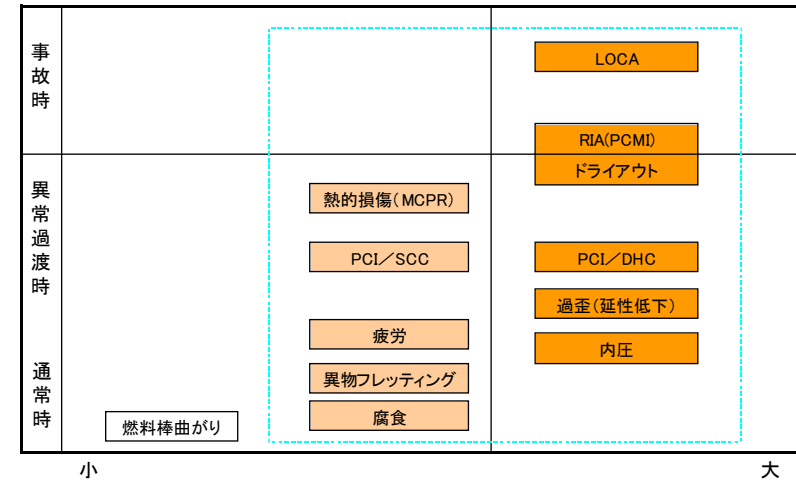 事故時
LOCA
RIA(PCMI)
ドライアウト
異常過渡時
熱的損傷(MCPR)
PCI／SCC
PCI／DHC
過歪(延性低下)
疲労
内圧
通常時
異物フレッティング
腐食
燃料棒曲がり
小
大